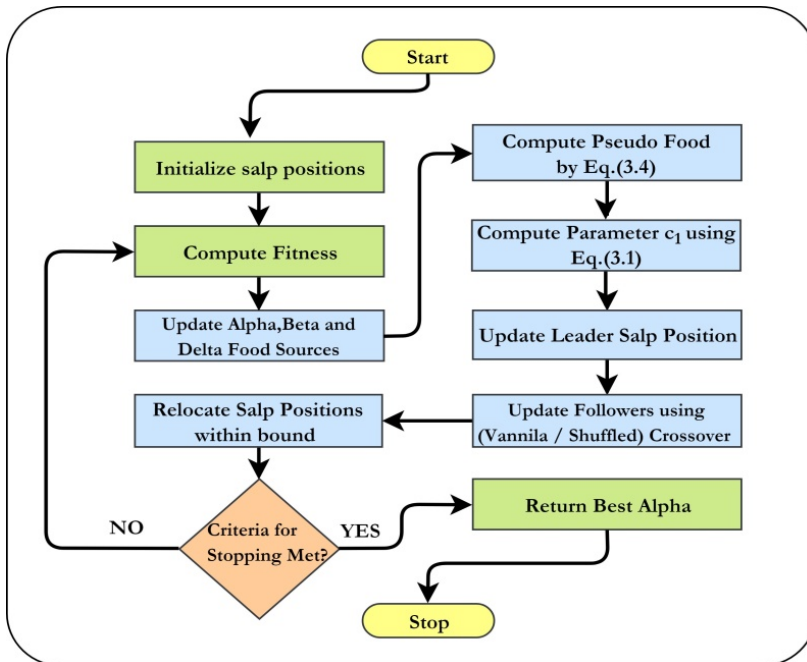 Start
Initialize salp positions
Compute Fitness
Update Alpha,Beta and
Delta Food Sources
Compute Pseudo Food
by Eq.(3.4)
Compute Parameter c₁ using
Eq.(3.1)
Update Leader Salp Position
Update Followers using
(Vannila / Shuffled) Crossover
Relocate Salp Positions
within bound
Criteria for
Stopping Met?
NO
YES
Return Best Alpha
Stop